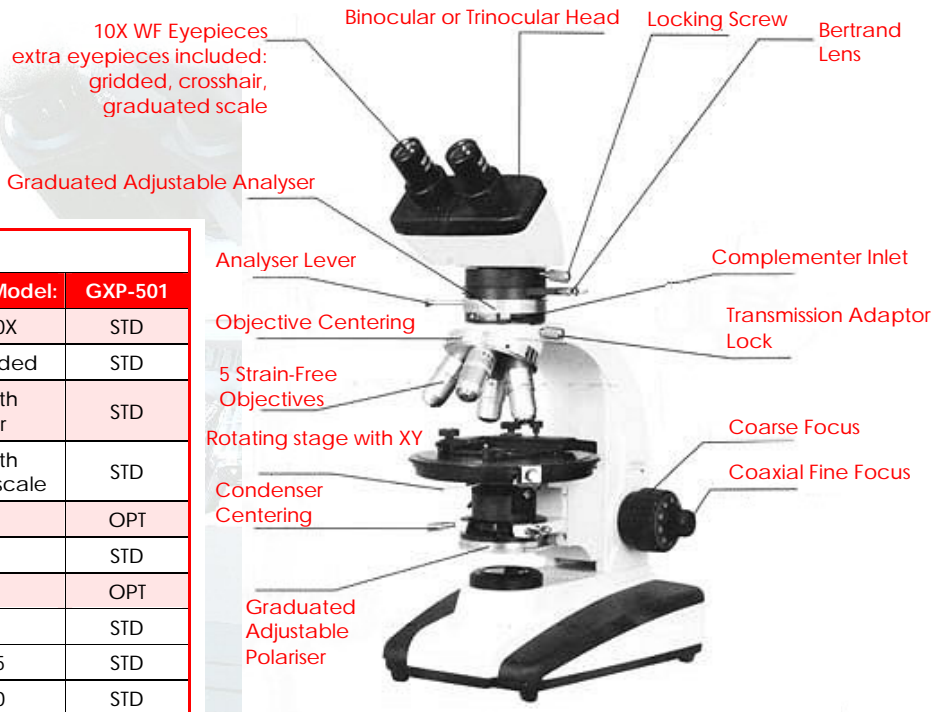 Binocular or Trinocular Head
Locking Screw
10X WF Eyepieces
extra eyepieces included:
gridded, crosshair,
graduated scale
Bertrand
Lens
Graduated Adjustable Analyser
Analyser Lever
Complementer Inlet
Objective Centering
Transmission Adaptor
Lock
5 Strain-Free
Objectives
Rotating stage with XY
Coarse Focus
Condenser
Centering
Coaxial Fine Focus
Graduated
Adjustable
Polariser
Model: GXP-501
STD
STD
STD
scale STD
OPT
STD
OPT
STD
STD
STD